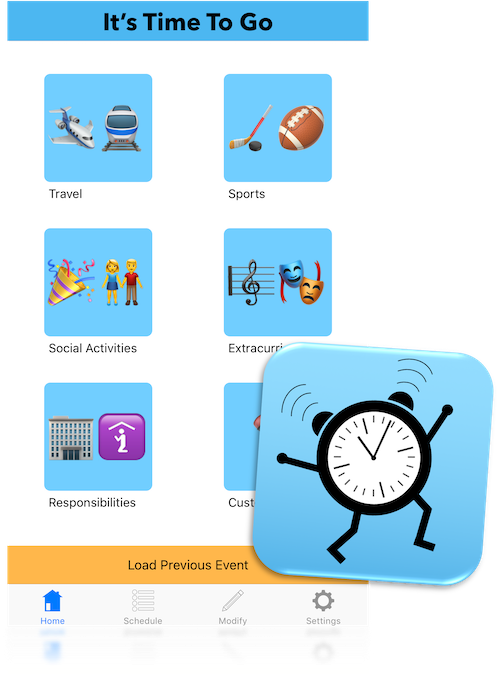 It's Time To Go
Travel
Sports
Social Activities
Responsibilities
Load Previous Event
Home
Schedule
Modify
Settings